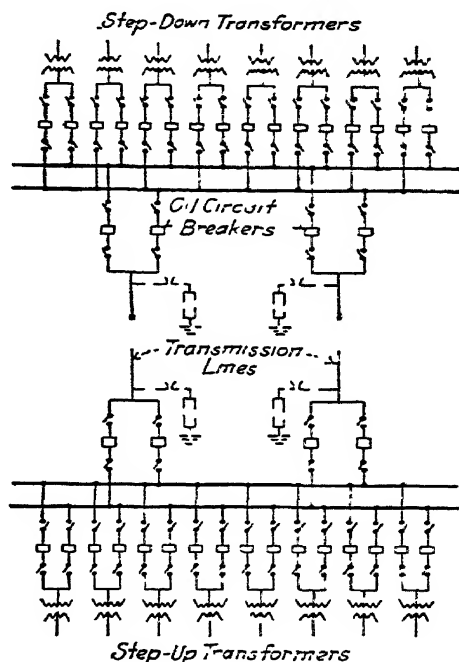 Step-Down Transformers
Oil Circuit
Breakers
Transmission
Lines
Step-Up Transformers